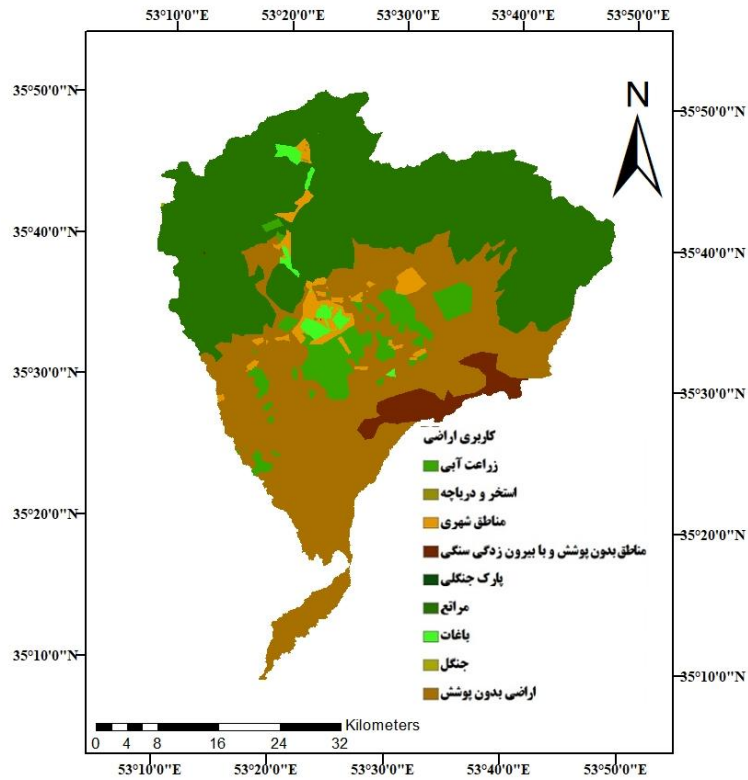 53°10'0"E 53°20'0"E 53°30'0"E 53°40'0"E 53°50'0"E
N
35°50'0"N 35°50'0"N
35°40'0"N 35°40'0"N
35°30'0"N 35°30'0"N
کاربری اراضی
زراعت آبی
استخر و دریاچه
35°20'0"N 35°20'0"N
مناطق شهری
مناطق بدون پوشش و با بیرون زدگی سنگی
پارک جنگلی
مراتع
باغات
35°10'0"N 35°10'0"N
جنگل
اراضی بدون پوشش
Kilometers
0 4 8 16 24 32
53°10'0"E 53°20'0"E 53°30'0"E 53°40'0"E 53°50'0"E